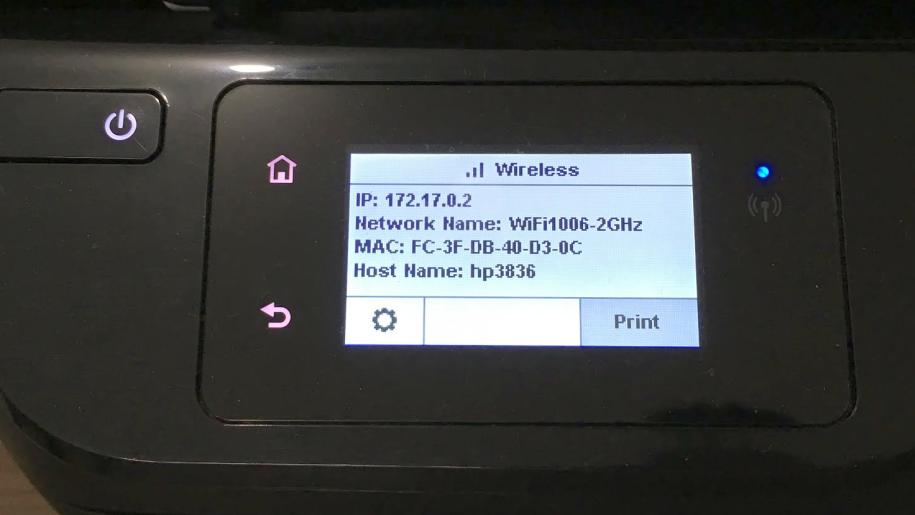 Wireless
IP: 172.17.0.2
Network Name: WiFi1006-2GHz
MAC: FC-3F-DB-40-D3-0C
Host Name: hp3836
Print